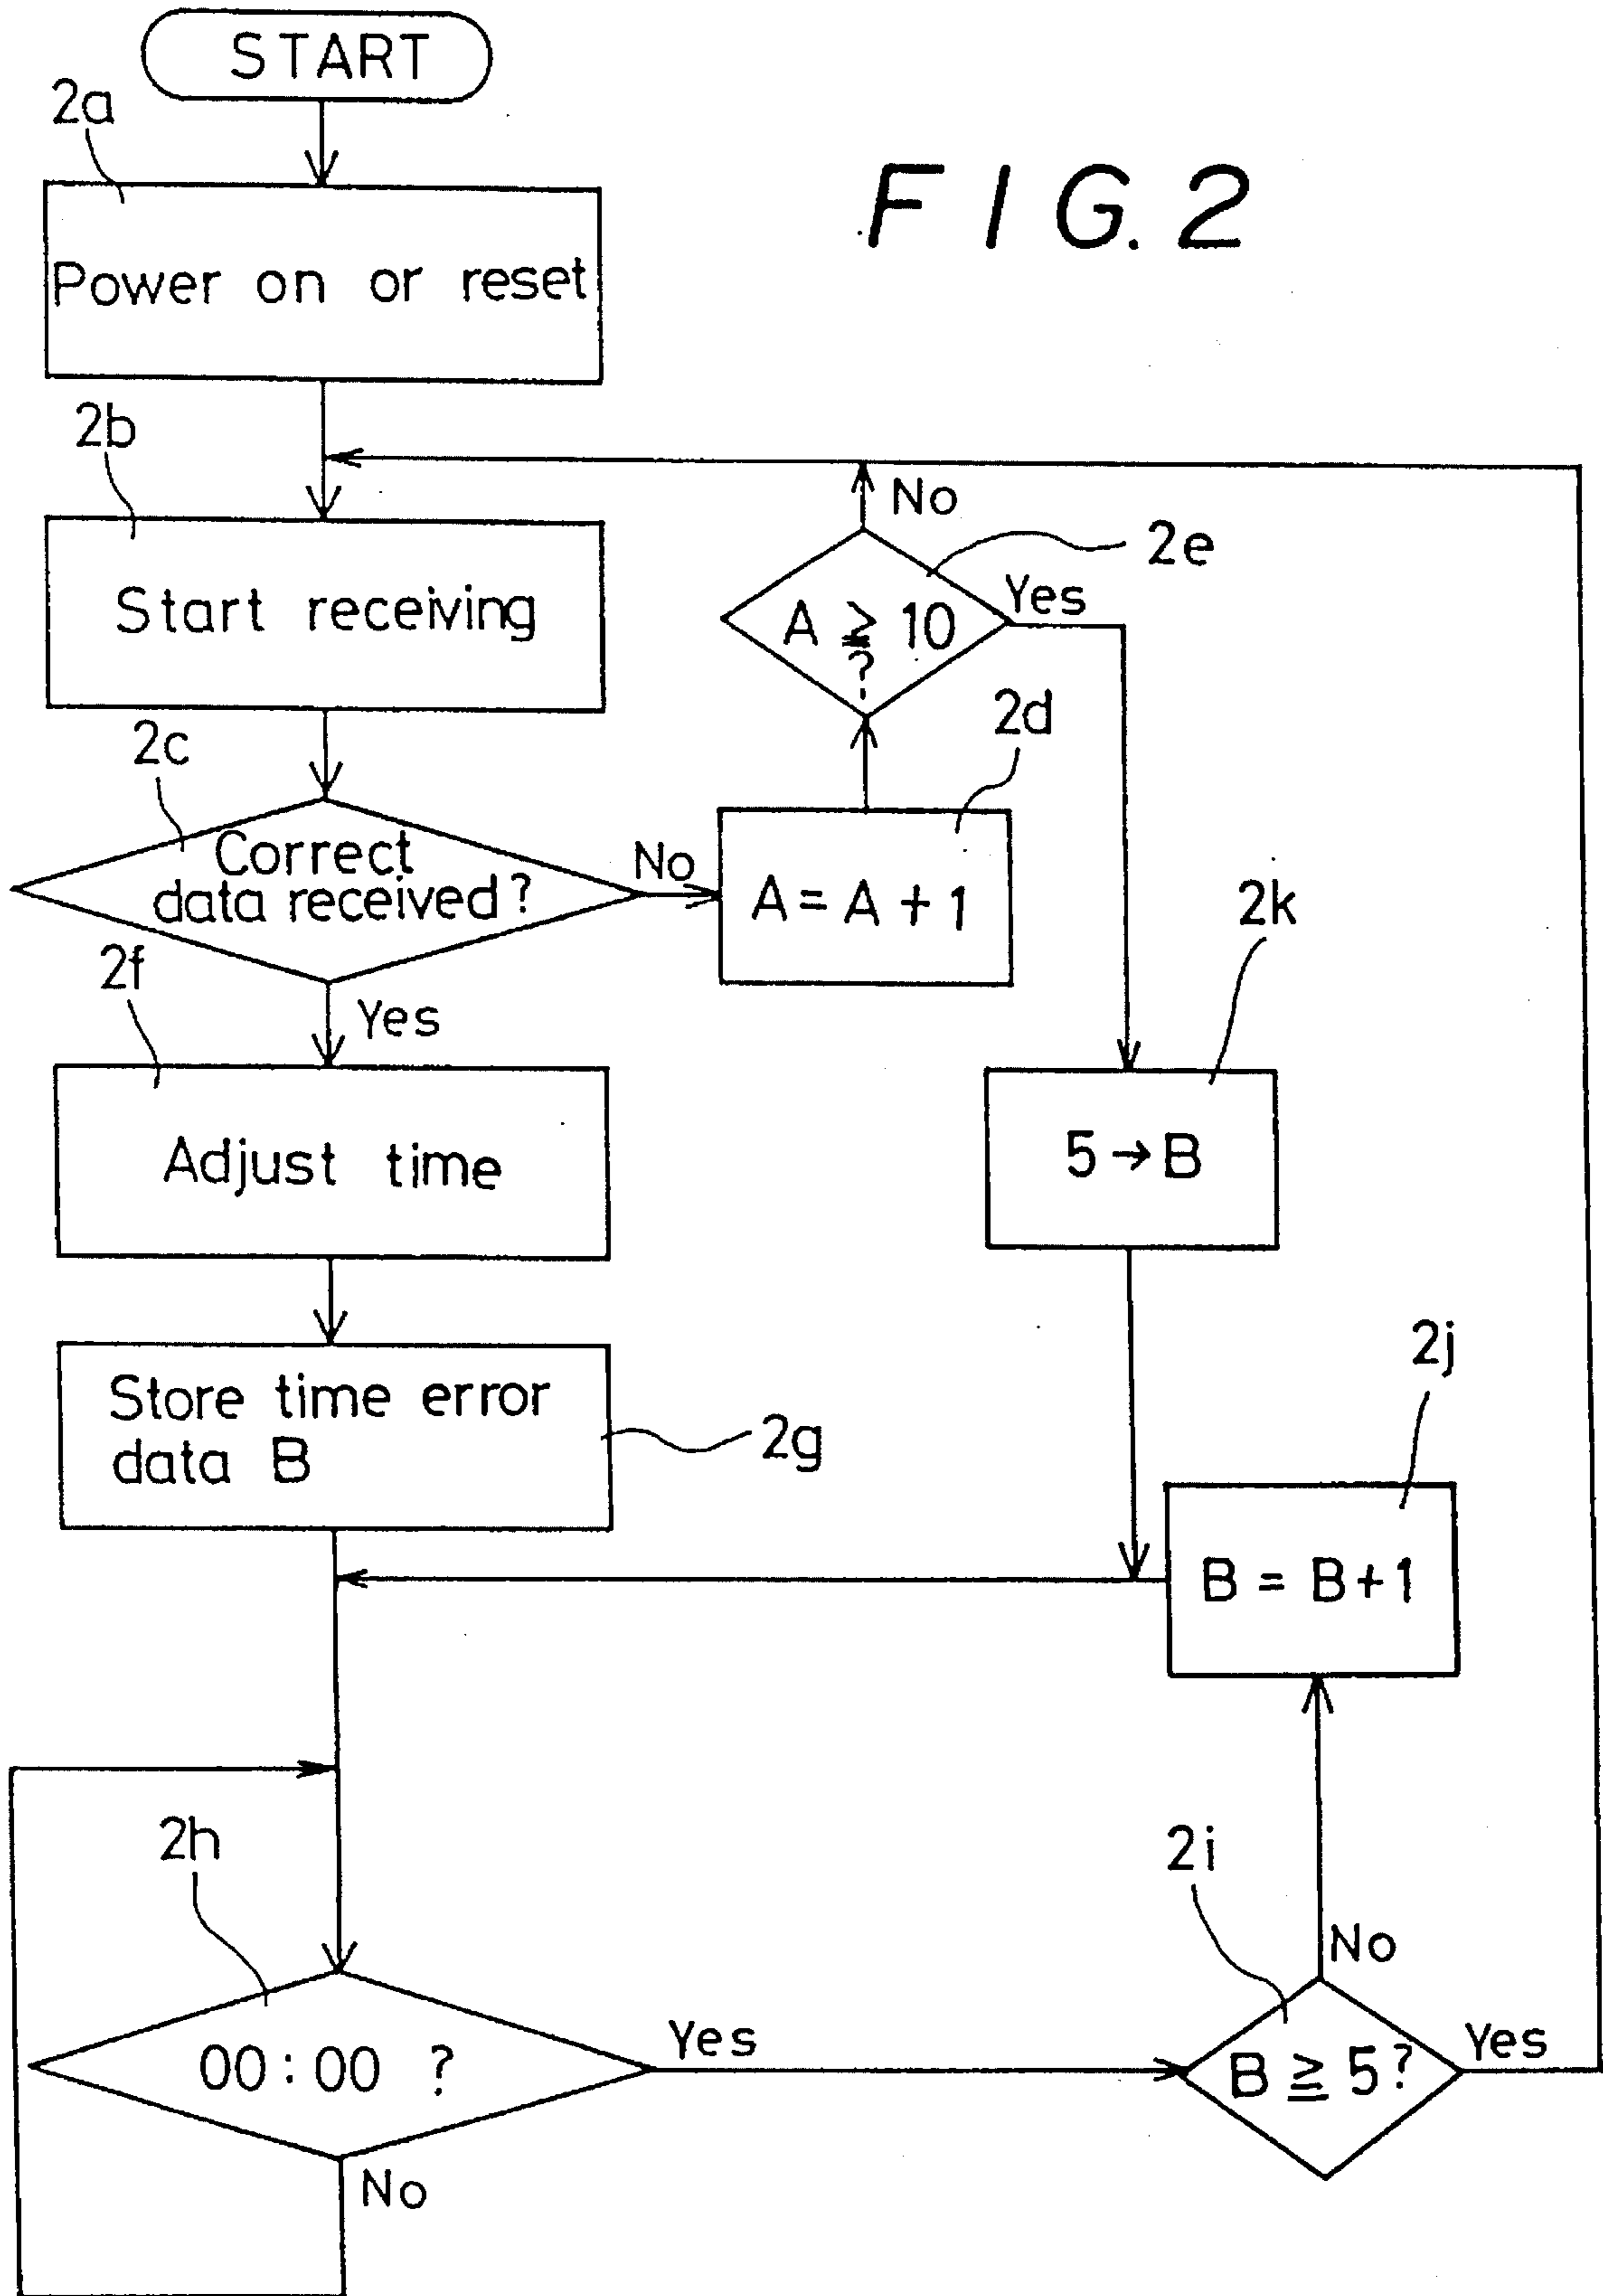 START
2a
FIG. 2
Power on or reset
2b
No
2e
Start receiving
A ≧ 10
?
Yes
2c
2d
Correct
data received ?
No
A = A + 1
2k
2f
Yes
Adjust time
5 → B
2j
Store time error
data B
2g
B = B + 1
2h
2i
No
00 : 00 ?
Yes
B ≧ 5 ?
Yes
No